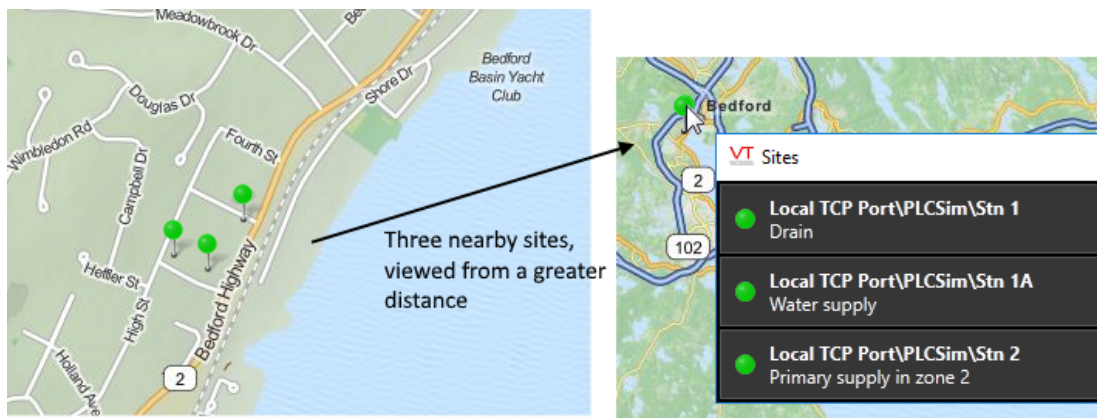 Meadowbrook Dr
Be
Bedford
Basin Yacht
Club
Shore Dr
Douglas Dr
Wimbledon Rd
Fourth St
Campbell Dr
Heffler St
High St
Bedford Highway
Holland Ave
2
Three nearby sites,
viewed from a greater
distance
Bedford
2
102
VT Sites
Local TCP Port\PLCSim\Stn 1
Drain
Local TCP Port\PLCSim\Stn 1A
Water supply
Local TCP Port\PLCSim\Stn 2
Primary supply in zone 2